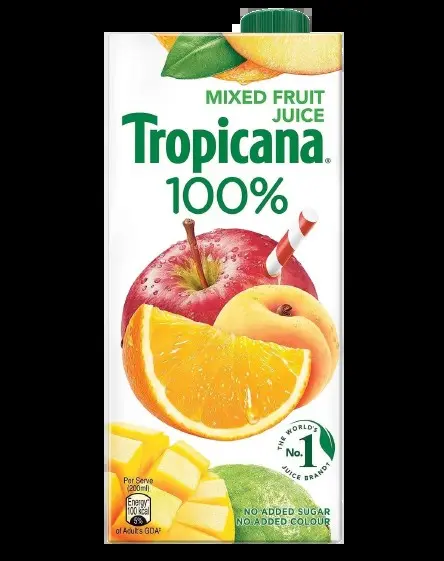 MIXED FRUIT
JUICE
Tropicana®
100%
THE WORLD'S
No.1
JUICE BRAND†
Per Serve
(200ml)
Energy*
100 kcal
5%
of Adult's GDA‡
NO ADDED SUGAR
NO ADDED COLOUR